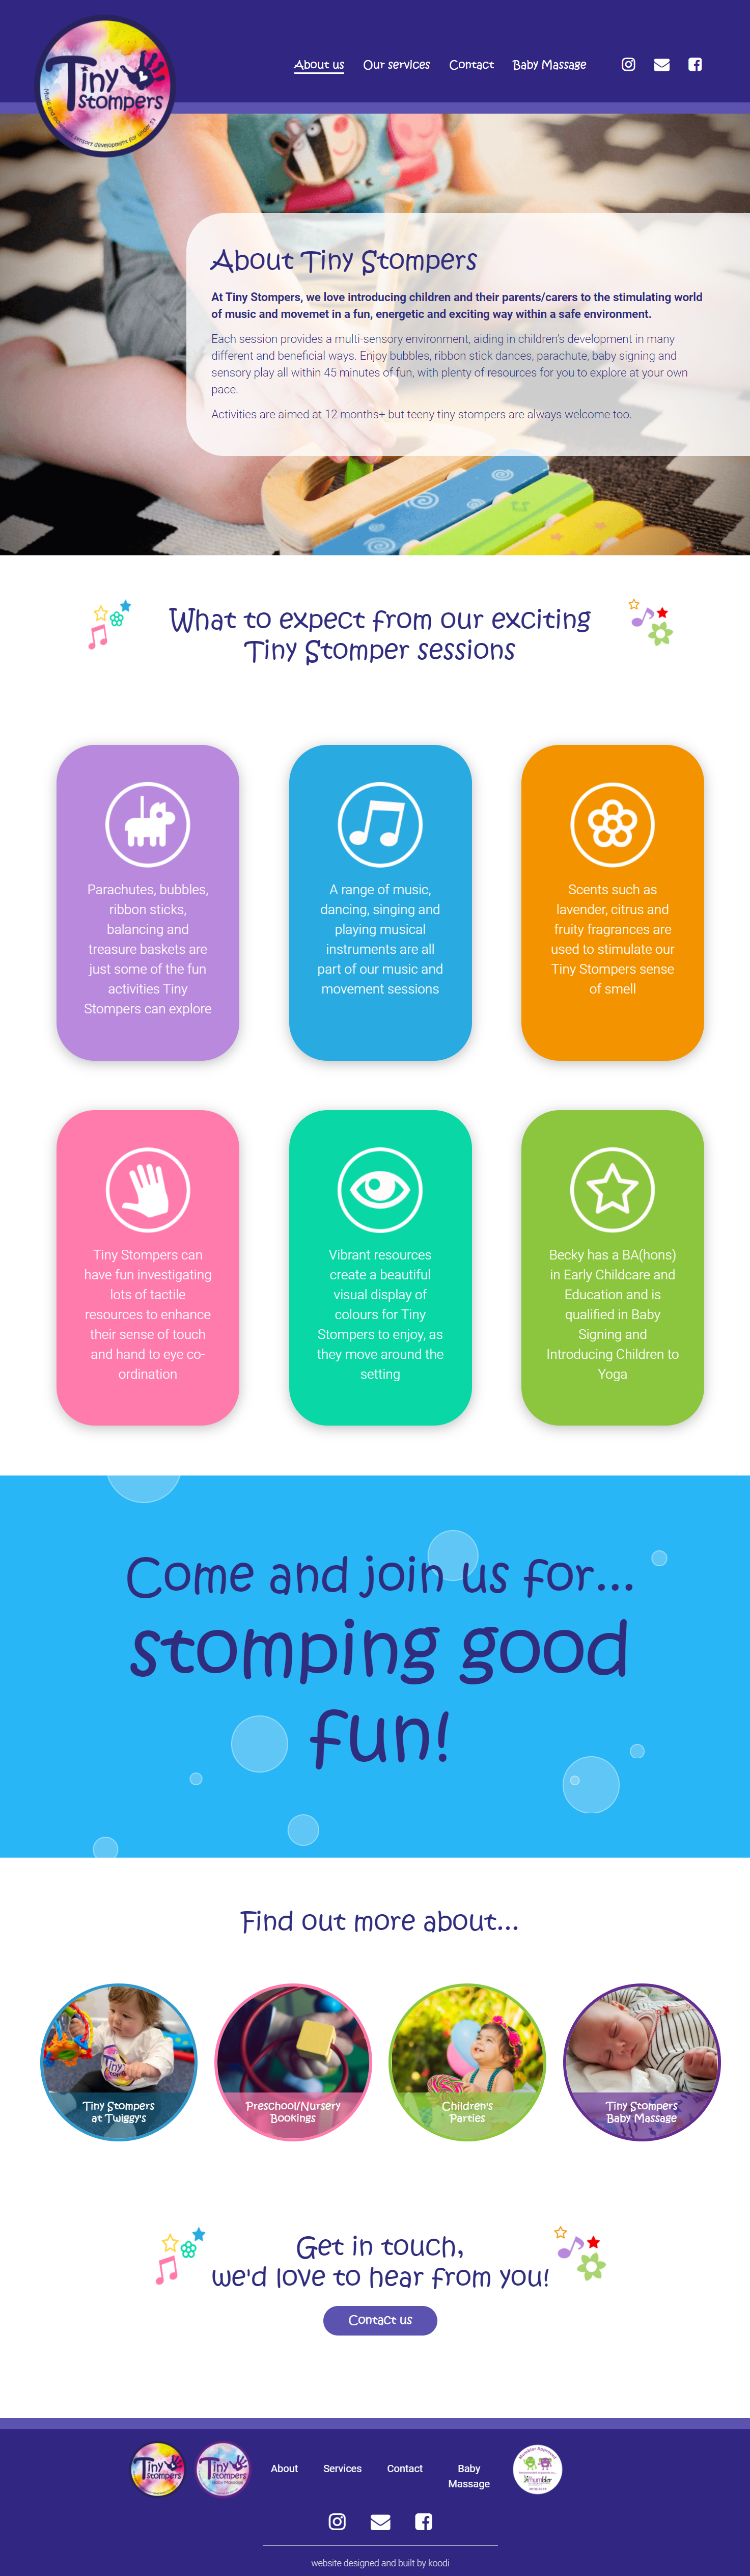 Tiny
Stompers
Music and movement sensory development for under 5's
About us
Our services
Contact
Baby Massage
About Tiny Stompers
At Tiny Stompers, we love introducing children and their parents/carers to the stimulating world
of music and movemet in a fun, energetic and exciting way within a safe environment.
Each session provides a multi-sensory environment, aiding in children's development in many
different and beneficial ways. Enjoy bubbles, ribbon stick dances, parachute, baby signing and
sensory play all within 45 minutes of fun, with plenty of resources for you to explore at your own
pace.
Activities are aimed at 12 months+ but teeny tiny stompers are always welcome too.
What to expect from our exciting
Tiny Stomper sessions
Parachutes, bubbles,
ribbon sticks,
balancing and
treasure baskets are
just some of the fun
activities Tiny
Stompers can explore
A range of music,
dancing, singing and
playing musical
instruments are all
part of our music and
movement sessions
Scents such as
lavender, citrus and
fruity fragrances are
used to stimulate our
Tiny Stompers sense
of smell
Tiny Stompers can
have fun investigating
lots of tactile
resources to enhance
their sense of touch
and hand to eye co-
ordination
Vibrant resources
create a beautiful
visual display of
colours for Tiny
Stompers to enjoy, as
they move around the
setting
Becky has a BA(hons)
in Early Childcare and
Education and is
qualified in Baby
Signing and
Introducing Children to
Yoga
Come and join us for...
stomping good
fun!
Find out more about...
Tiny Stompers
at Twiggy's
Preschool/Nursery
Bookings
Children's
Parties
Tiny Stompers
Baby Massage
Get in touch,
we'd love to hear from you!
Contact us
Tiny
Stompers
Tiny
Stompers
Baby Massage
About
Services
Contact
Baby
Massage
website designed and built by koodi